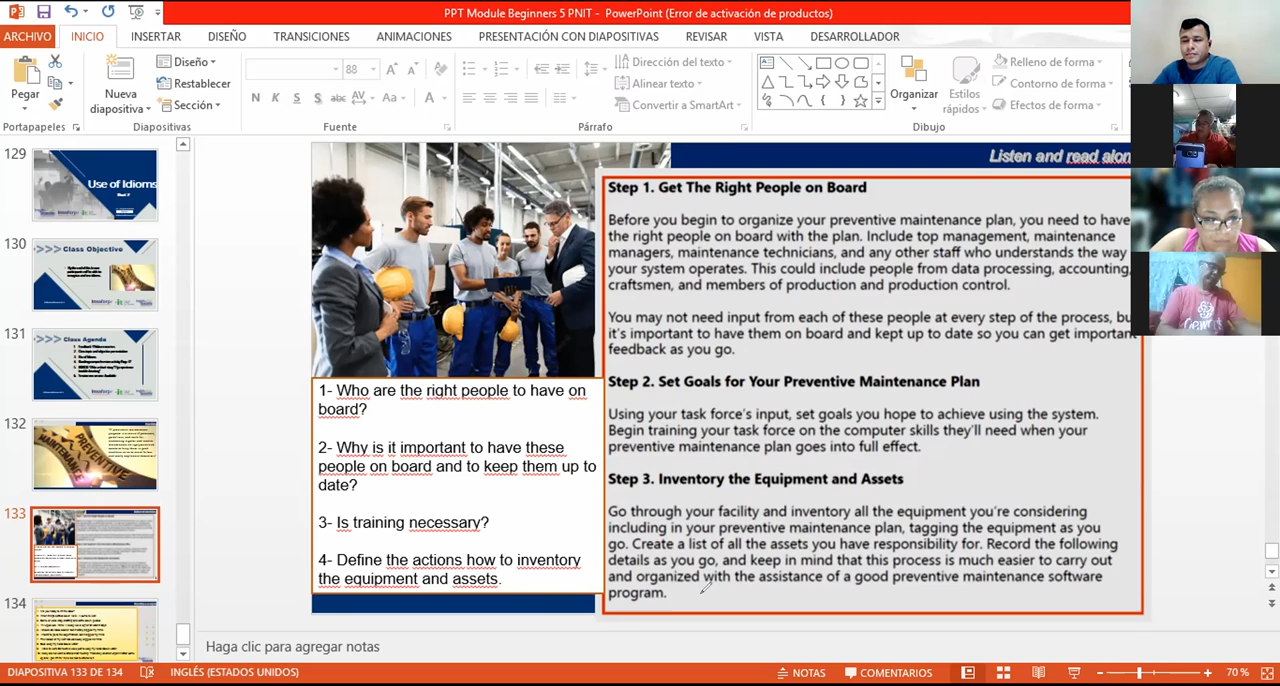 PPT Module Beginners 5 PNIT - PowerPoint (Error de activación de productos)
ARCHIVO INICIO INSERTAR DISEÑO TRANSICIONES ANIMACIONES PRESENTACIÓN CON DIAPOSITIVAS REVISAR VISTA DESARROLLADOR
Pegar
Nueva
diapositiva
Diseño
Restablecer
Sección
88
N K S S abc AV Aa A
Dirección del texto
Alinear texto
Convertir a SmartArt
Organizar
Estilos
rápidos
Relleno de forma
Contorno de forma
Efectos de forma
Portapapeles Diapositivas Fuente Párrafo Dibujo
129
Use of Idioms
130
Class Objective
131
Class Agenda
132
MAINTENANCE
PREVENTIVE
133
134
Listen and read alon
1- Who are the right people to have on
board?
2- Why is it important to have these
people on board and to keep them up to
date?
3- Is training necessary?
4- Define the actions now to inventory
the equipment and assets.
Step 1. Get The Right People on Board
Before you begin to organize your preventive maintenance plan, you need to have
the right people on board with the plan. Include top management, maintenance
managers, maintenance technicians, and any other staff who understands the way
your system operates. This could include people from data processing, accounting,
craftsmen, and members of production and production control.
You may not need input from each of these people at every step of the process, bu
it's important to have them on board and kept up to date so you can get important
feedback as you go.
Step 2. Set Goals for Your Preventive Maintenance Plan
Using your task force's input, set goals you hope to achieve using the system.
Begin training your task force on the computer skills they'll need when your
preventive maintenance plan goes into full effect.
Step 3. Inventory the Equipment and Assets
Go through your facility and inventory all the equipment you're considering
including in your preventive maintenance plan, tagging the equipment as you
go. Create a list of all the assets you have responsibility for. Record the following
details as you go, and keep in mind that this process is much easier to carry out
and organized with the assistance of a good preventive maintenance software
program.
Haga clic para agregar notas
DIAPOSITIVA 133 DE 134 INGLÉS (ESTADOS UNIDOS) NOTAS COMENTARIOS 70 %